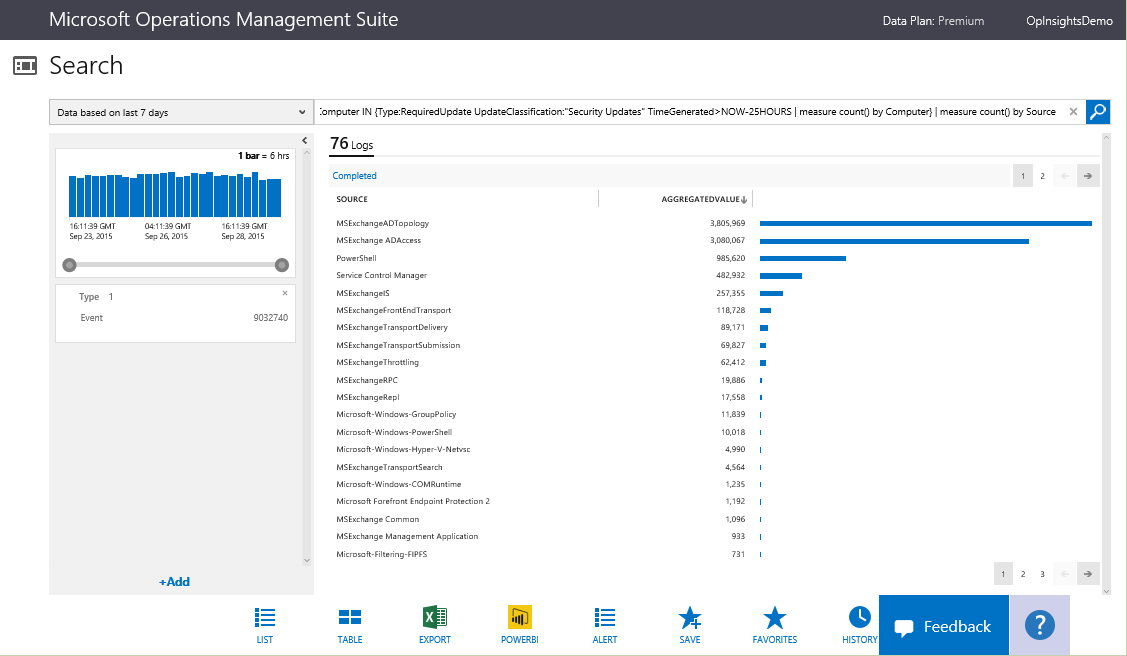 Microsoft Operations Management Suite
Data Plan: Premium
OpInsightsDemo
Search
Data based on last 7 days
Computer IN {Type:RequiredUpdate UpdateClassification:"Security Updates" TimeGenerated>NOW-25HOURS | measure count() by Computer} | measure count() by Source
1 bar = 6 hrs
16:11:39 GMT 04:11:39 GMT 16:11:39 GMT
Sep 23, 2015 Sep 26, 2015 Sep 28, 2015
Type 1
Event 9032740
+Add
76 Logs
Completed
1 2
SOURCE AGGREGATEDVALUE
MSExchangeADTopology 3,805,969
MSExchange ADAccess 3,080,067
PowerShell 985,620
Service Control Manager 482,932
MSExchangeIS 257,355
MSExchangeFrontEndTransport 118,728
MSExchangeTransportDelivery 89,171
MSExchangeTransportSubmission 69,827
MSExchangeThrottling 62,412
MSExchangeRPC 19,886
MSExchangeRepl 17,558
Microsoft-Windows-GroupPolicy 11,839
Microsoft-Windows-PowerShell 10,018
Microsoft-Windows-Hyper-V-Netvsc 4,990
MSExchangeTransportSearch 4,564
Microsoft-Windows-COMRuntime 1,235
Microsoft Forefront Endpoint Protection 2 1,192
MSExchange Common 1,096
MSExchange Management Application 933
Microsoft-Filtering-FIPFS 731
1 2 3
LIST
TABLE
EXPORT
POWERBI
ALERT
SAVE
FAVORITES
HISTORY
Feedback
?